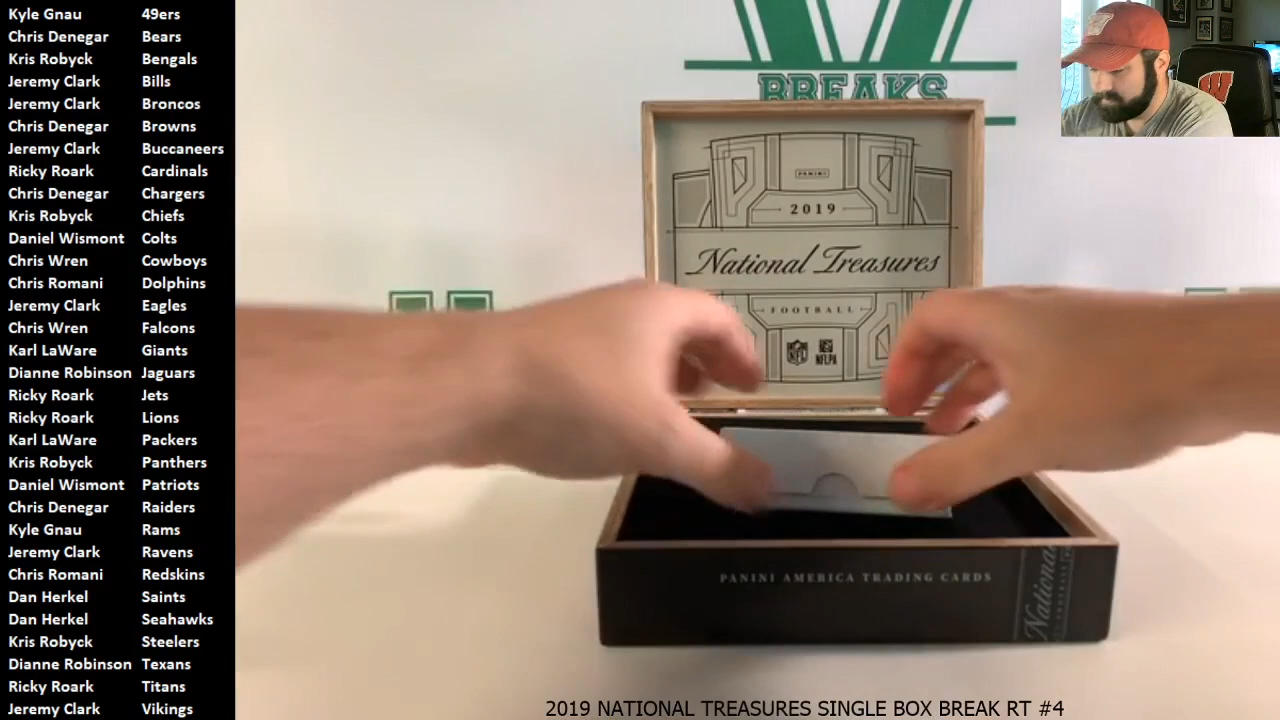 Kyle Gnau 49ers
Chris Denegar Bears
Kris Robyck Bengals
Jeremy Clark Bills
Jeremy Clark Broncos
Chris Denegar Browns
Jeremy Clark Buccaneers
Ricky Roark Cardinals
Chris Denegar Chargers
Kris Robyck Chiefs
Daniel Wismont Colts
Chris Wren Cowboys
Chris Romani Dolphins
Jeremy Clark Eagles
Chris Wren Falcons
Karl LaWare Giants
Dianne Robinson Jaguars
Ricky Roark Jets
Ricky Roark Lions
Karl LaWare Packers
Kris Robyck Panthers
Daniel Wismont Patriots
Chris Denegar Raiders
Kyle Gnau Rams
Jeremy Clark Ravens
Chris Romani Redskins
Dan Herkel Saints
Dan Herkel Seahawks
Kris Robyck Steelers
Dianne Robinson Texans
Ricky Roark Titans
Jeremy Clark Vikings
V
BREAKS
W
PANINI
2019
National Treasures
FOOTBALL
NFL
NFLPA
PANINI AMERICA TRADING CARDS
National
2019 NATIONAL TREASURES SINGLE BOX BREAK RT #4